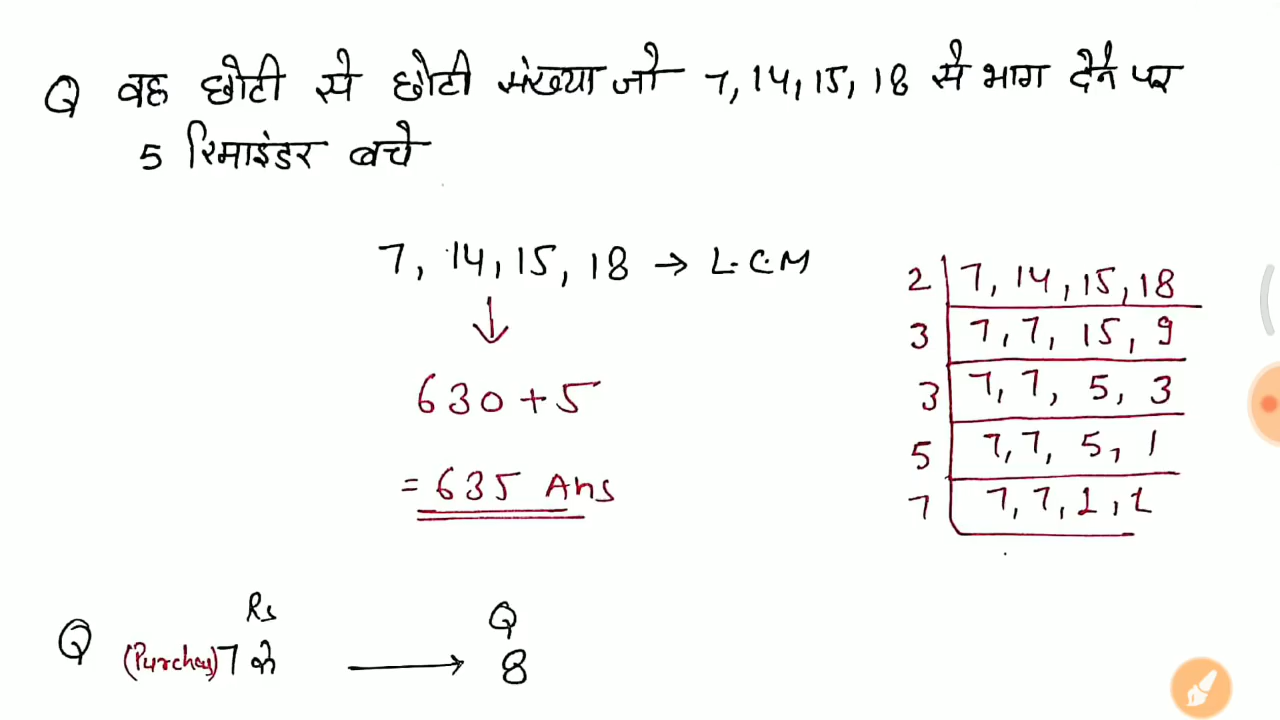 Q वह छोटी से छोटी संख्या जो 7, 14, 15, 18 से भाग देने पर
5 रिमाइंडर बचे
7, 14, 15, 18 → L.C.M
↓
630 + 5
= 635 Ans
2 | 7, 14, 15, 18
3 | 7, 7, 15, 9
3 | 7, 7, 5, 3
5 | 7, 7, 5, 1
7 | 7, 7, 1, 1
Rs Q
Q (Purchas) 7 के → 8